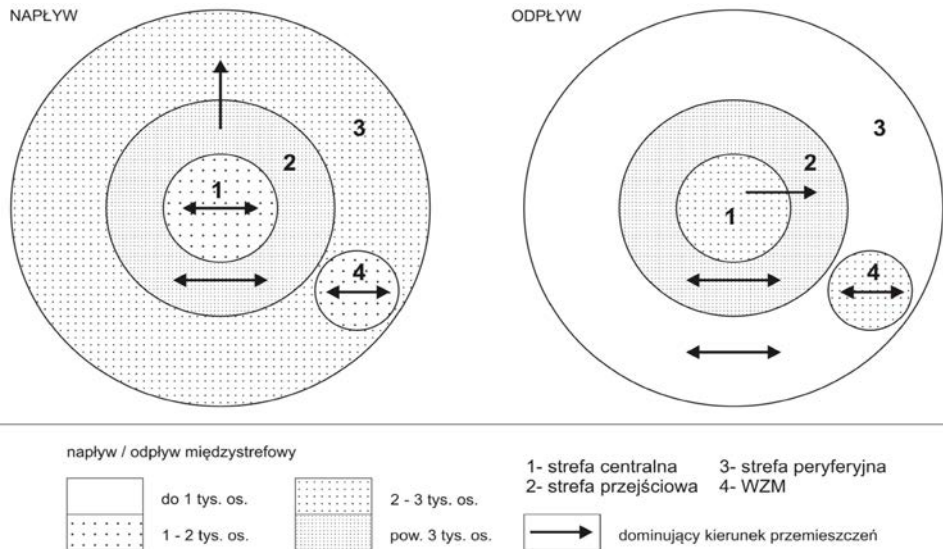 NAPŁYW
ODPŁYW
3
2
1
4
3
2
1
4
napływ / odpływ międzystrefowy
do 1 tys. os.
1 - 2 tys. os.
2 - 3 tys. os.
pow. 3 tys. os.
1- strefa centralna 3- strefa peryferyjna
2- strefa przejściowa 4- WZM
dominujący kierunek przemieszczeń